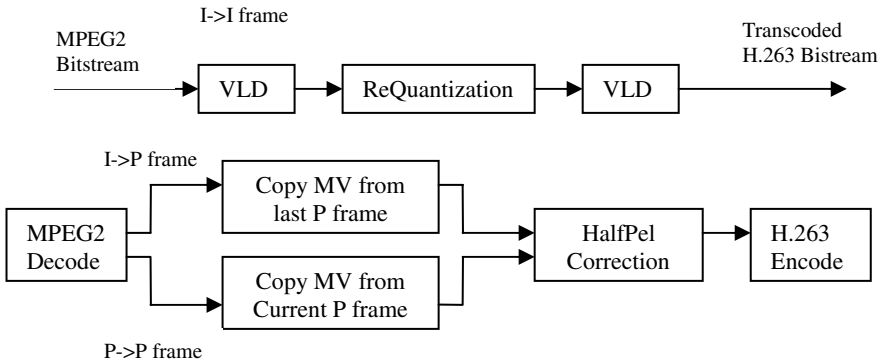 I->I frame
MPEG2
Bitstream
Transcoded
H.263 Bistream
VLD
ReQuantization
VLD
I->P frame
Copy MV from
last P frame
MPEG2
Decode
HalfPel
Correction
H.263
Encode
Copy MV from
Current P frame
P->P frame